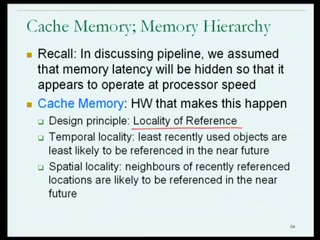 Cache Memory; Memory Hierarchy
Recall: In discussing pipeline, we assumed
that memory latency will be hidden so that it
appears to operate at processor speed
Cache Memory: HW that makes this happen
Design principle: Locality of Reference
Temporal locality: least recently used objects are
least likely to be referenced in the near future
Spatial locality: neighbours of recently referenced
locations are likely to be referenced in the near
future